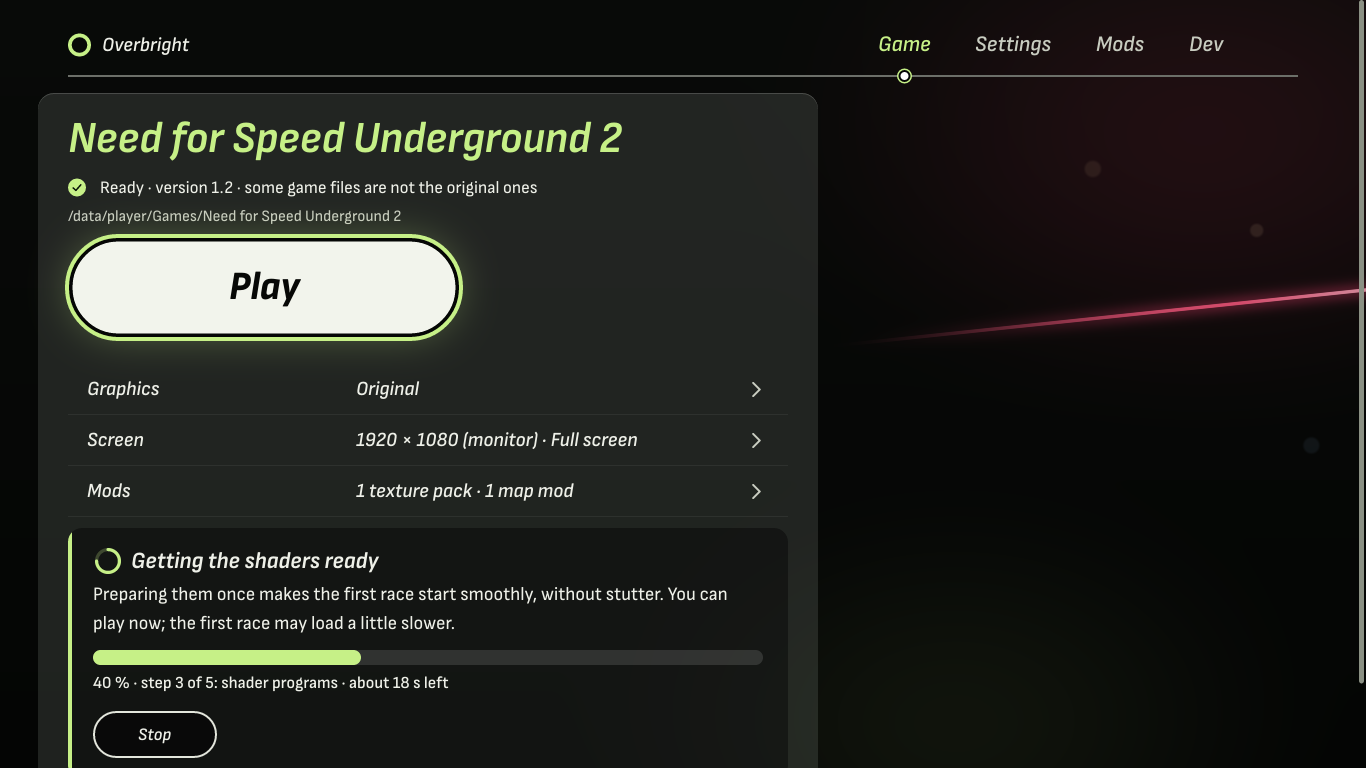 Overbright
Game
Settings
Mods
Dev
Need for Speed Underground 2
Ready · version 1.2 · some game files are not the original ones
/data/player/Games/Need for Speed Underground 2
Play
Graphics
Original
Screen
1920 × 1080 (monitor) · Full screen
Mods
1 texture pack · 1 map mod
Getting the shaders ready
Preparing them once makes the first race start smoothly, without stutter. You can
play now; the first race may load a little slower.
40 % · step 3 of 5: shader programs · about 18 s left
Stop